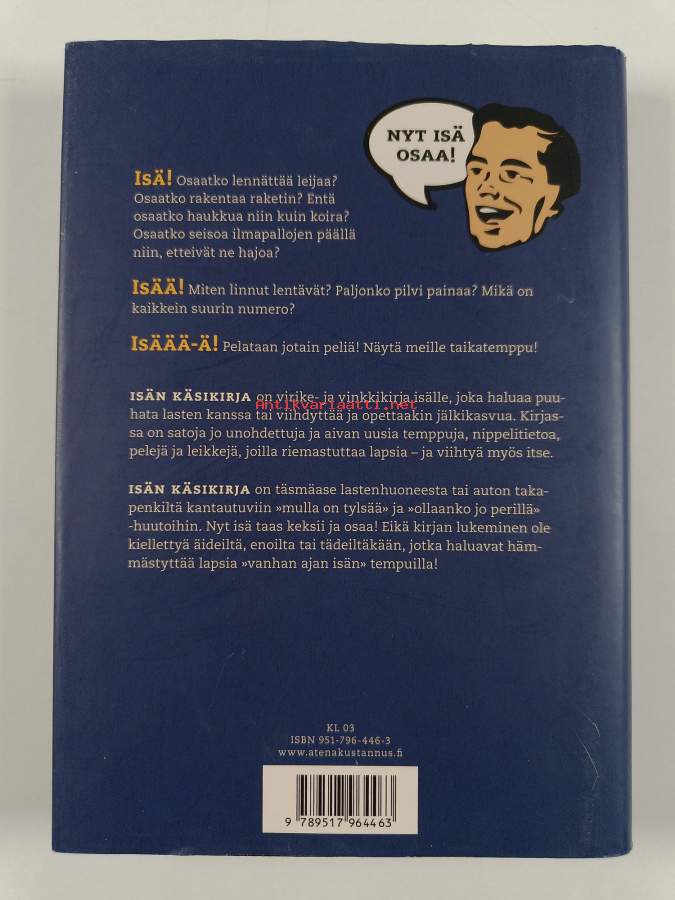 NYT ISÄ
OSAA!
ISÄ! Osaatko lennättää leijaa?
Osaatko rakentaa raketin? Entä
osaatko haukkua niin kuin koira?
Osaatko seisoa ilmapallojen päällä
niin, etteivät ne hajoa?
ISÄÄ! Miten linnut lentävät? Paljonko pilvi painaa? Mikä on
kaikkein suurin numero?
ISÄÄÄ-Ä! Pelataan jotain peliä! Näytä meille taikatemppu!
ISÄN KÄSIKIRJA on virike- ja vinkkikirja isälle, joka haluaa puu-
Antikvariaatti.net
hata lasten kanssa tai viihdyttää ja opettaakin jälkikasvua. Kirjas-
sa on satoja jo unohdettuja ja aivan uusia temppuja, nippelitietoa,
pelejä ja leikkejä, joilla riemastuttaa lapsia – ja viihtyä myös itse.
ISÄN KÄSIKIRJA on täsmäase lastenhuoneesta tai auton taka-
penkiltä kantautuviin »mulla on tylsää» ja »ollaanko jo perillä»
-huutoihin. Nyt isä taas keksii ja osaa! Eikä kirjan lukeminen ole
kiellettyä äideiltä, enoilta tai tädeiltäkään, jotka haluavat häm-
mästyttää lapsia »vanhan ajan isän» tempuilla!
KL 03
ISBN 951-796-446-3
www.atenakustannus.fi
9 789517 964463